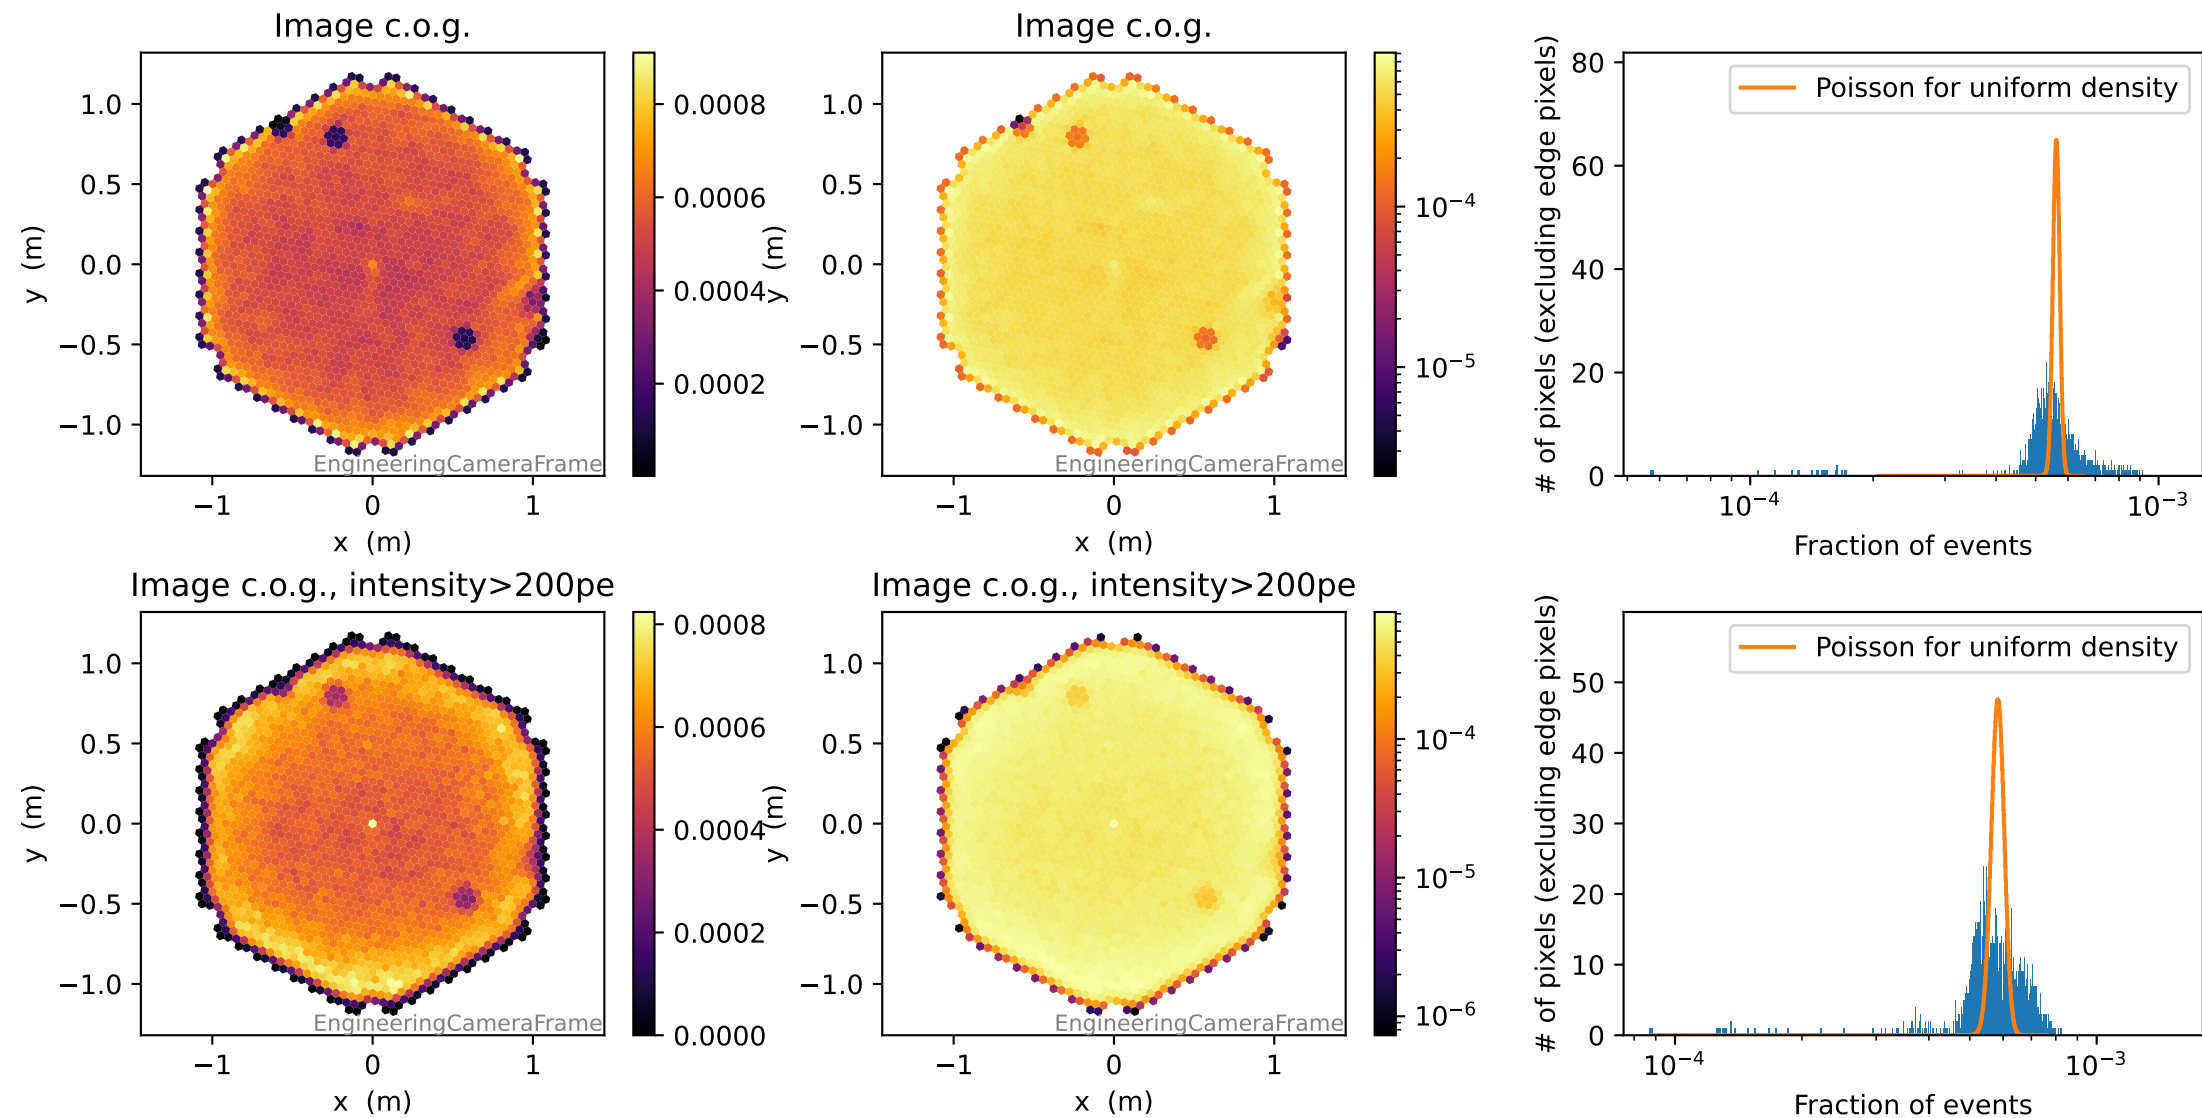 Image c.o.g.
y (m)
1.0
0.5
0.0
−0.5
−1.0
−1
0
1
x (m)
EngineeringCameraFrame
0.0008
0.0006
0.0004
0.0002
Image c.o.g.
y (m)
1.0
0.5
0.0
−0.5
−1.0
−1
0
1
x (m)
EngineeringCameraFrame
10⁻⁴
10⁻⁵
# of pixels (excluding edge pixels)
80
60
40
20
0
Poisson for uniform density
10⁻⁴
10⁻³
Fraction of events
Image c.o.g., intensity>200pe
y (m)
1.0
0.5
0.0
−0.5
−1.0
−1
0
1
x (m)
EngineeringCameraFrame
0.0008
0.0006
0.0004
0.0002
0.0000
Image c.o.g., intensity>200pe
y (m)
1.0
0.5
0.0
−0.5
−1.0
−1
0
1
x (m)
EngineeringCameraFrame
10⁻⁴
10⁻⁵
10⁻⁶
# of pixels (excluding edge pixels)
50
40
30
20
10
0
Poisson for uniform density
10⁻⁴
10⁻³
Fraction of events